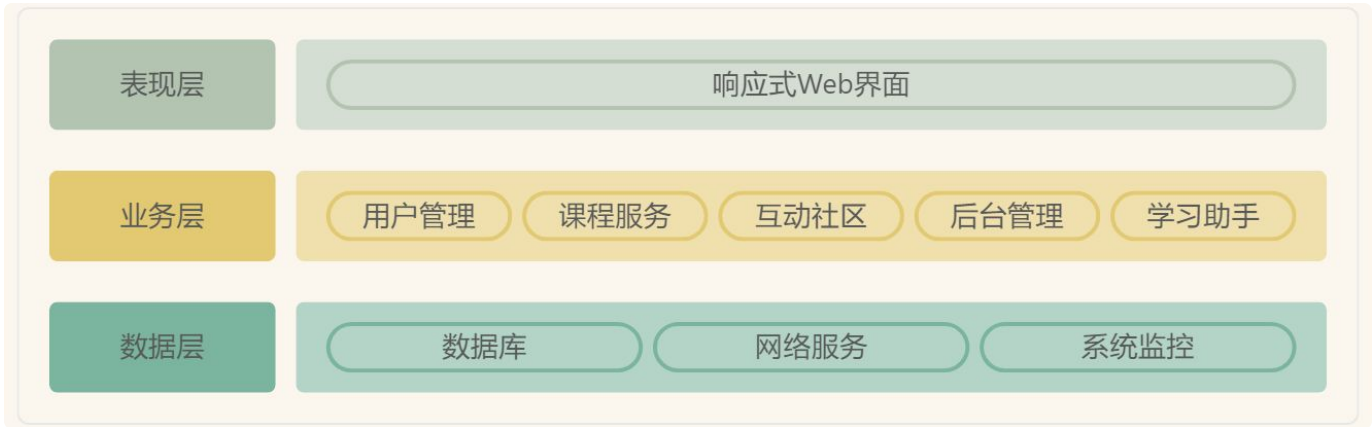 表现层
响应式Web界面
业务层
用户管理
课程服务
互动社区
后台管理
学习助手
数据层
数据库
网络服务
系统监控